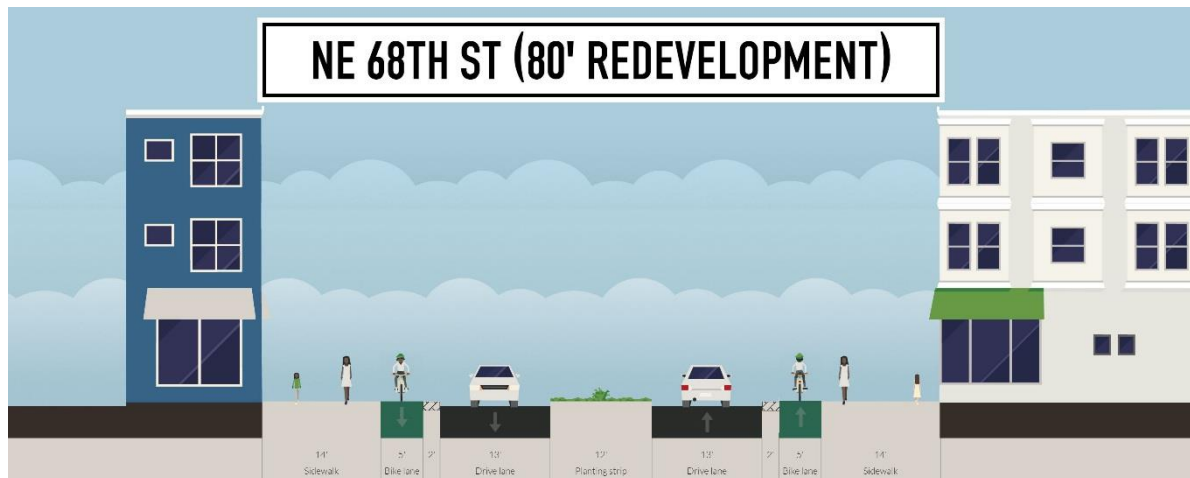 NE 68TH ST (80' REDEVELOPMENT)
14' 5' 2' 13' 12' 13' 2' 5' 14'
Sidewalk Bike lane Drive lane Planting strip Drive lane Bike lane Sidewalk